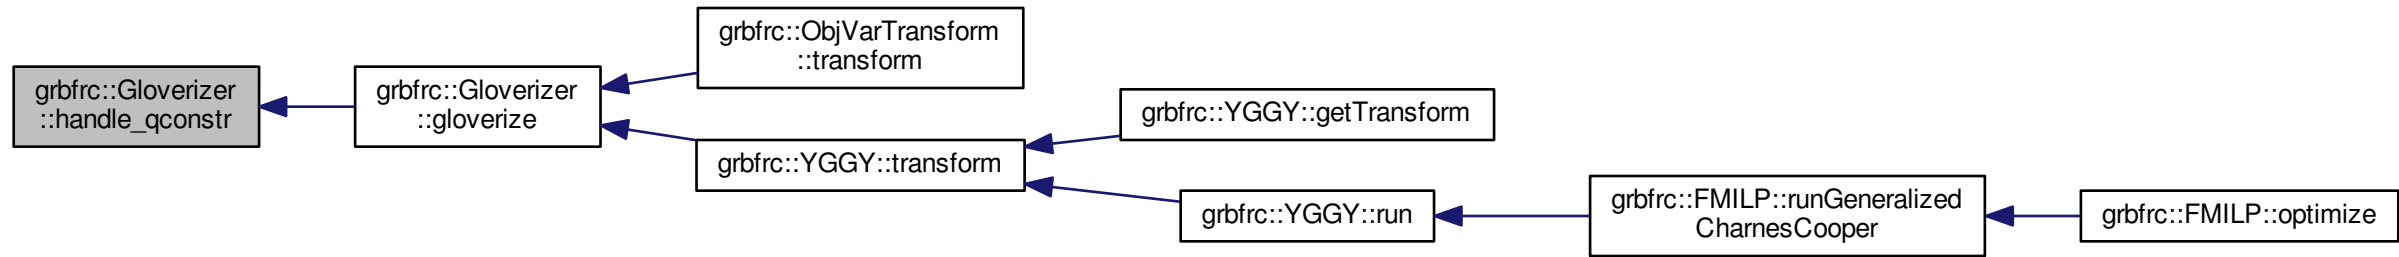 grbfrc::Gloverizer
::handle_qconstr
grbfrc::Gloverizer
::gloverize
grbfrc::ObjVarTransform
::transform
grbfrc::YGGY::transform
grbfrc::YGGY::getTransform
grbfrc::YGGY::run
grbfrc::FMILP::runGeneralized
CharnesCooper
grbfrc::FMILP::optimize